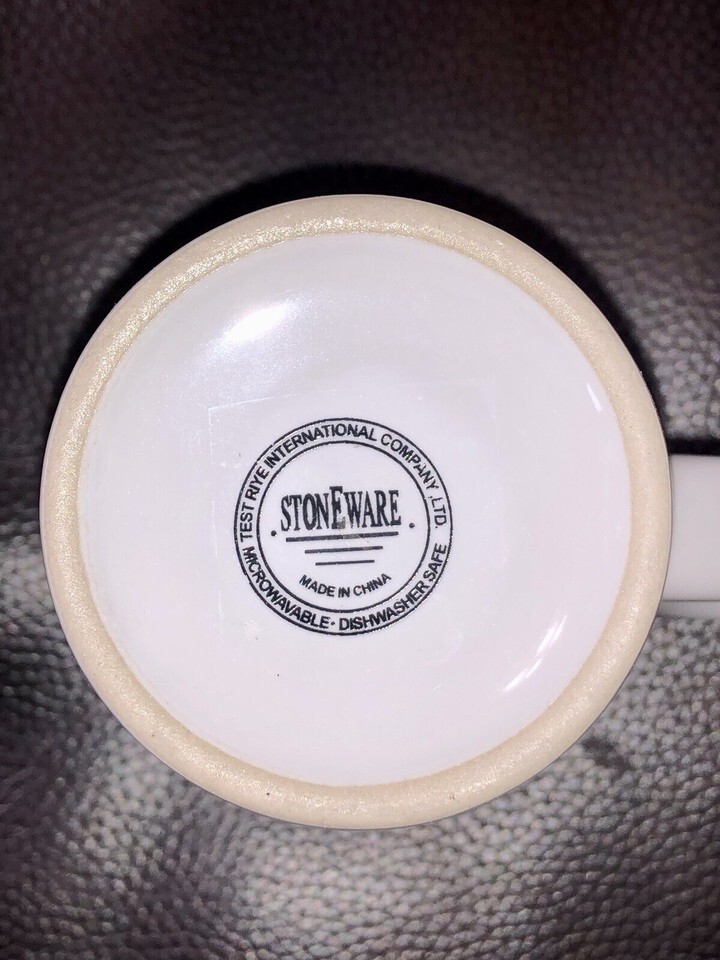 TEST RIYE INTERNATIONAL COMPANY ,LTD.
STONEWARE
MADE IN CHINA
MICROWAVABLE · DISHWASHER SAFE